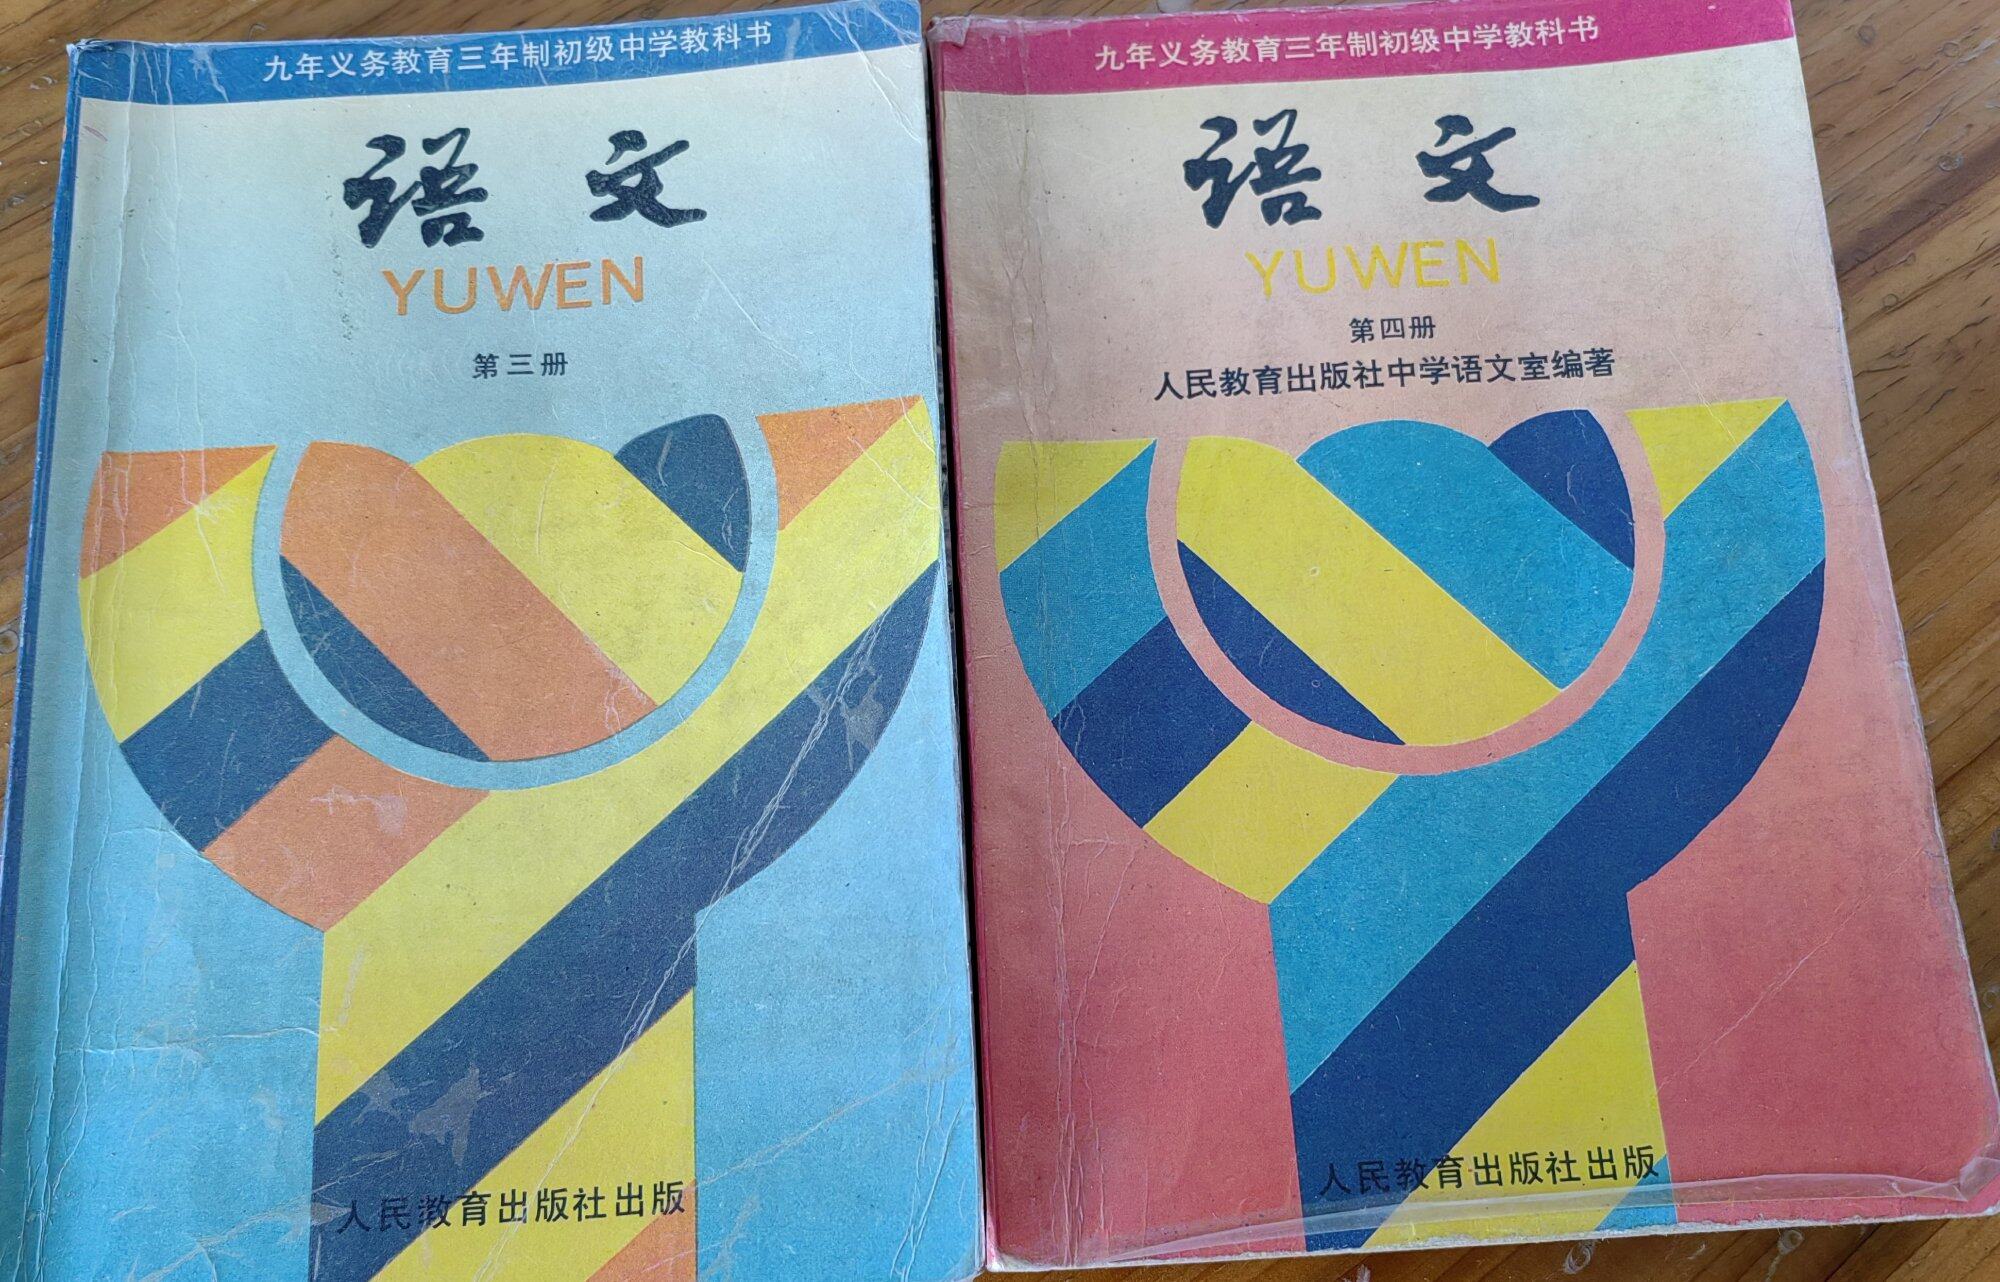 九年义务教育三年制初级中学教科书
语文
YUWEN
第三册
人民教育出版社出版
九年义务教育三年制初级中学教科书
语文
YUWEN
第四册
人民教育出版社中学语文室编著
人民教育出版社出版